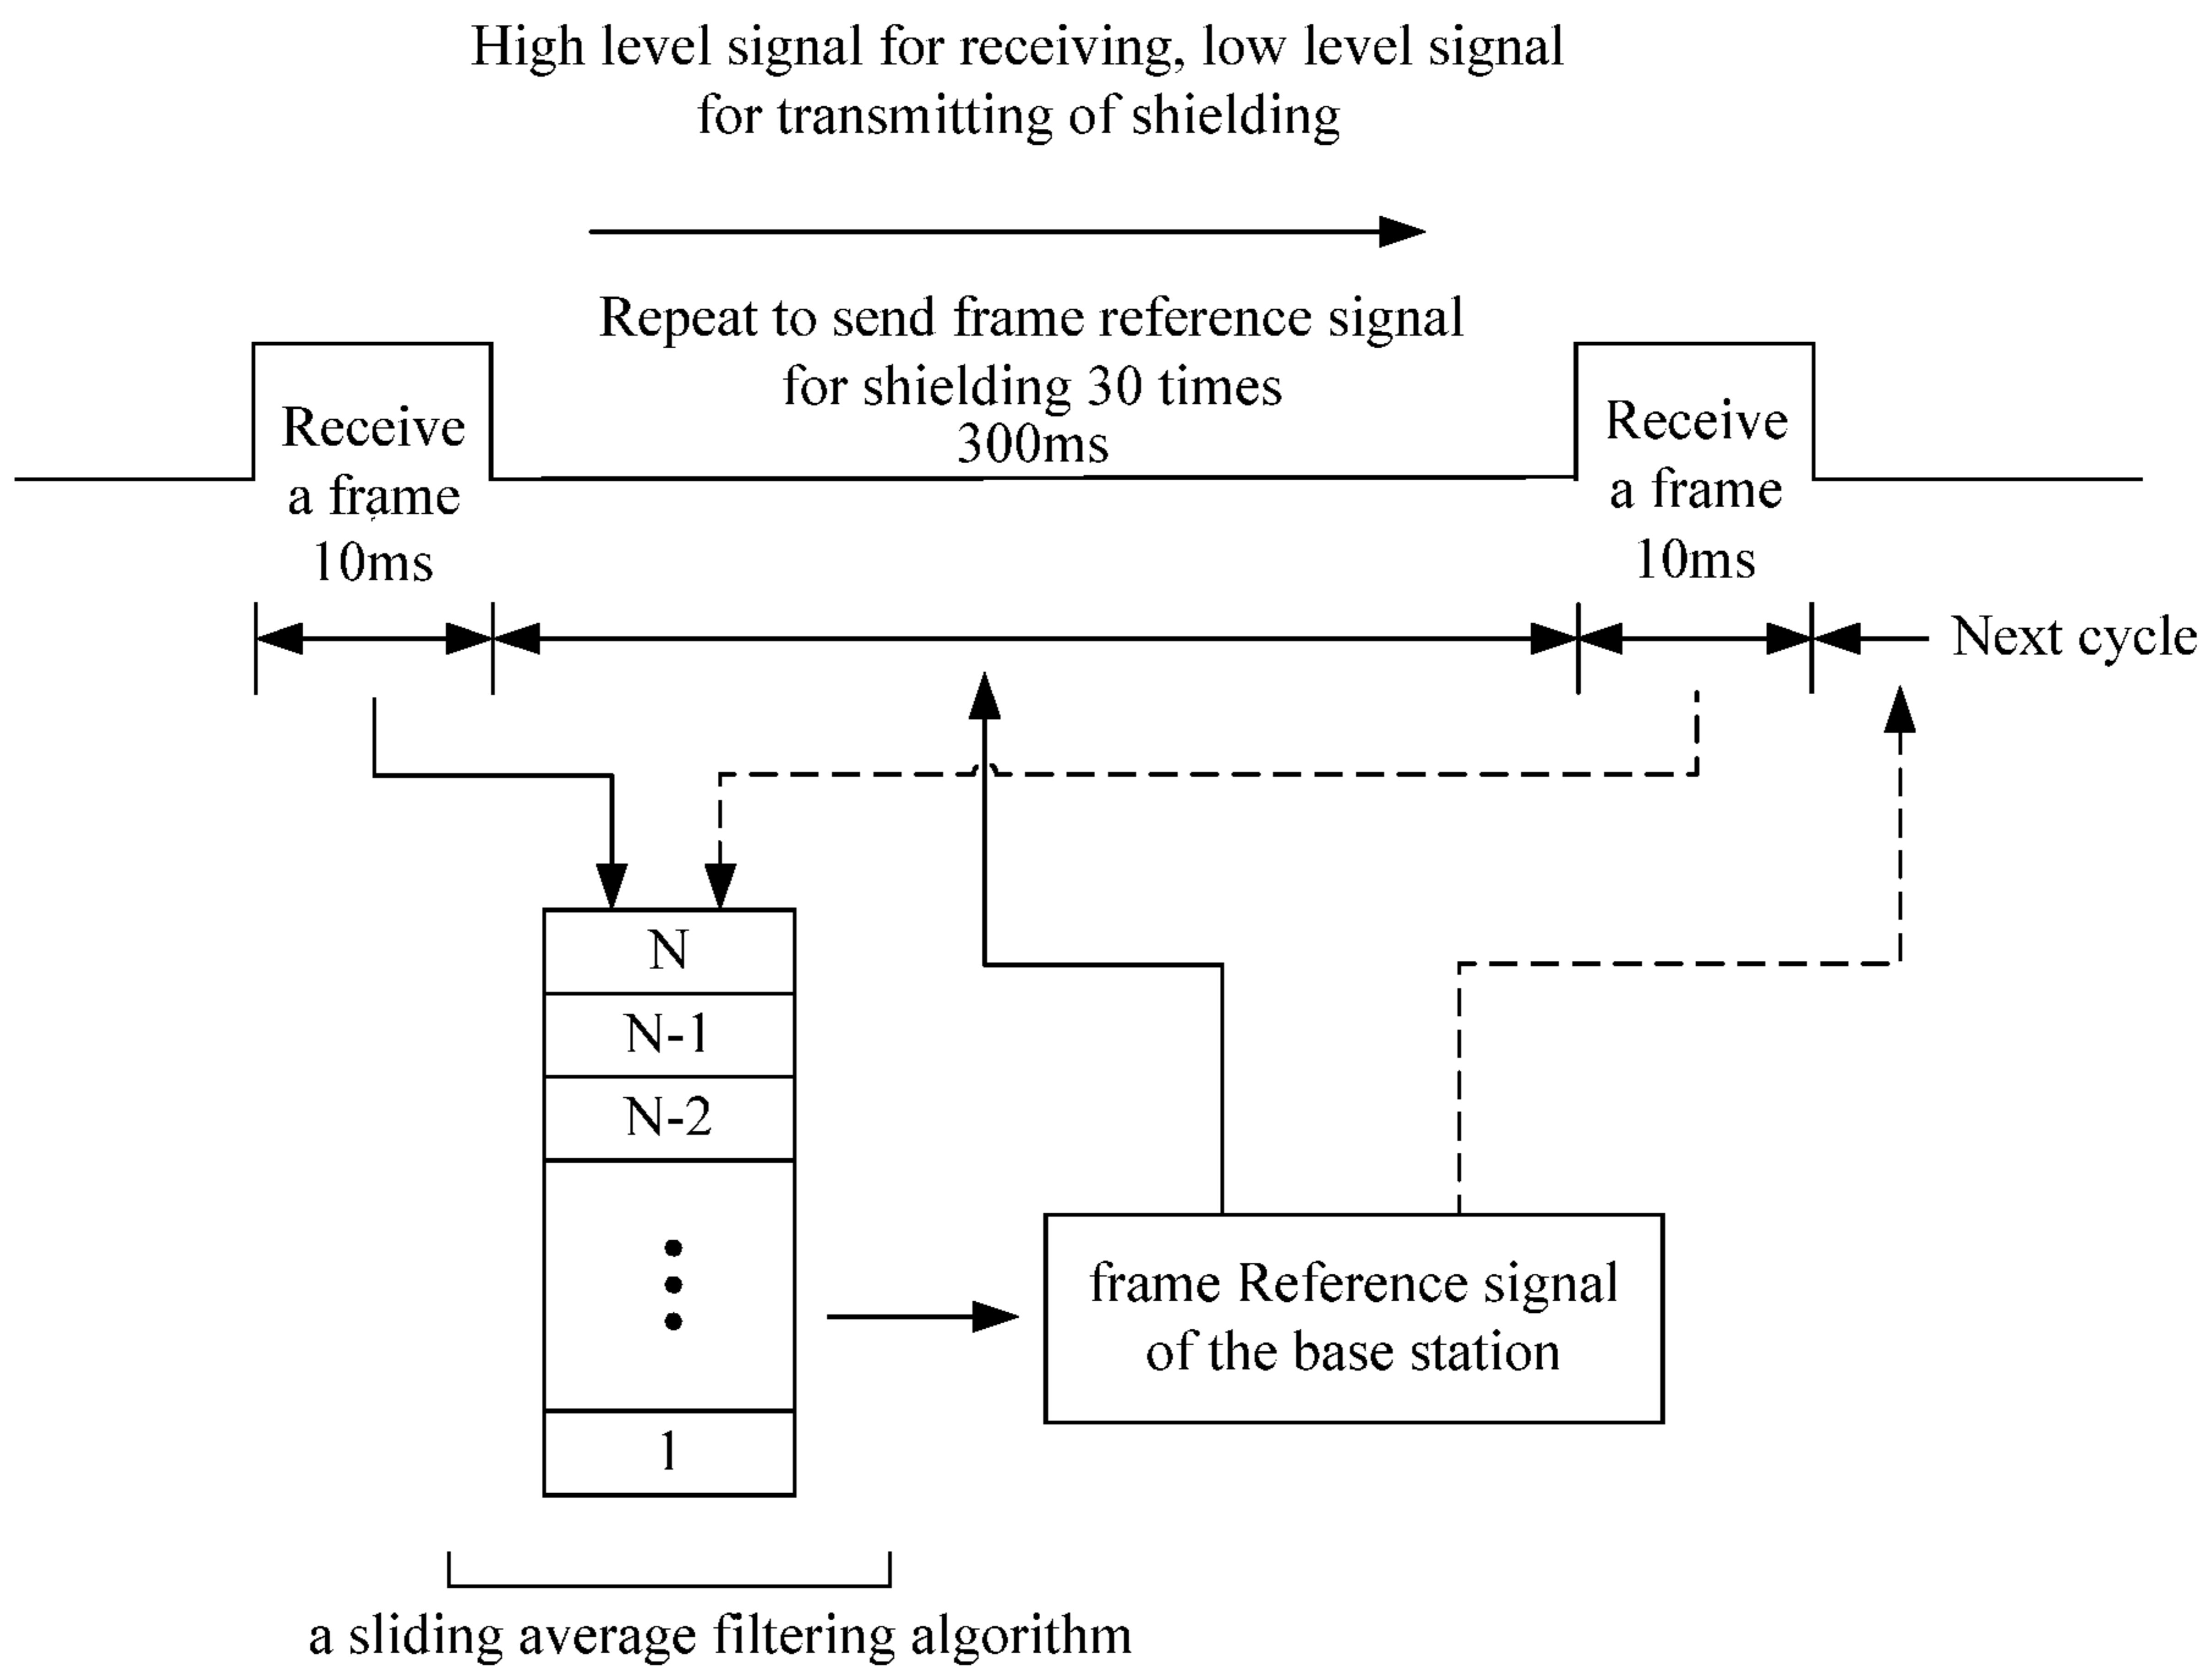 High level signal for receiving, low level signal
for transmitting of shielding
Repeat to send frame reference signal
for shielding 30 times
300ms
Receive
a frame
10ms
Receive
a frame
10ms
Next cycle
N
N-1
N-2
1
frame Reference signal
of the base station
a sliding average filtering algorithm